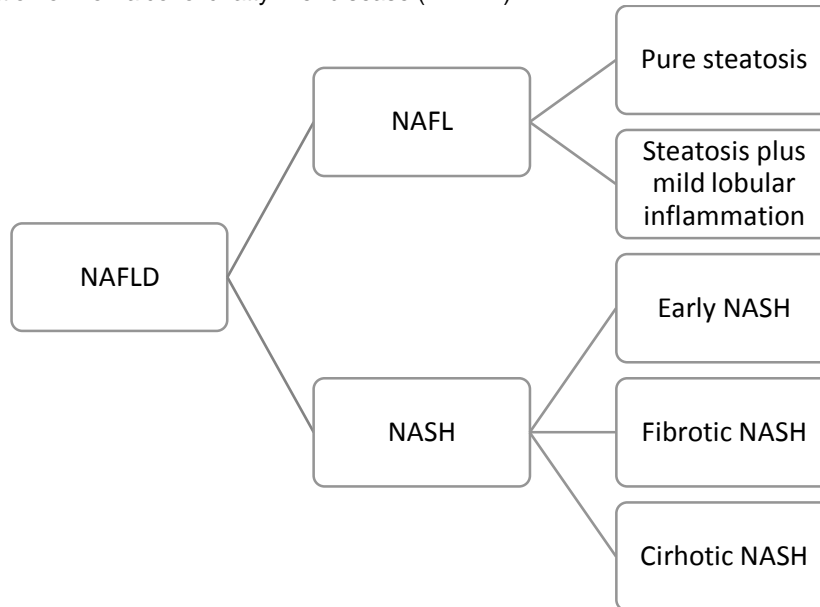 NAFLD
NAFL
Pure steatosis
Steatosis plus
mild lobular
inflammation
NASH
Early NASH
Fibrotic NASH
Cirhotic NASH